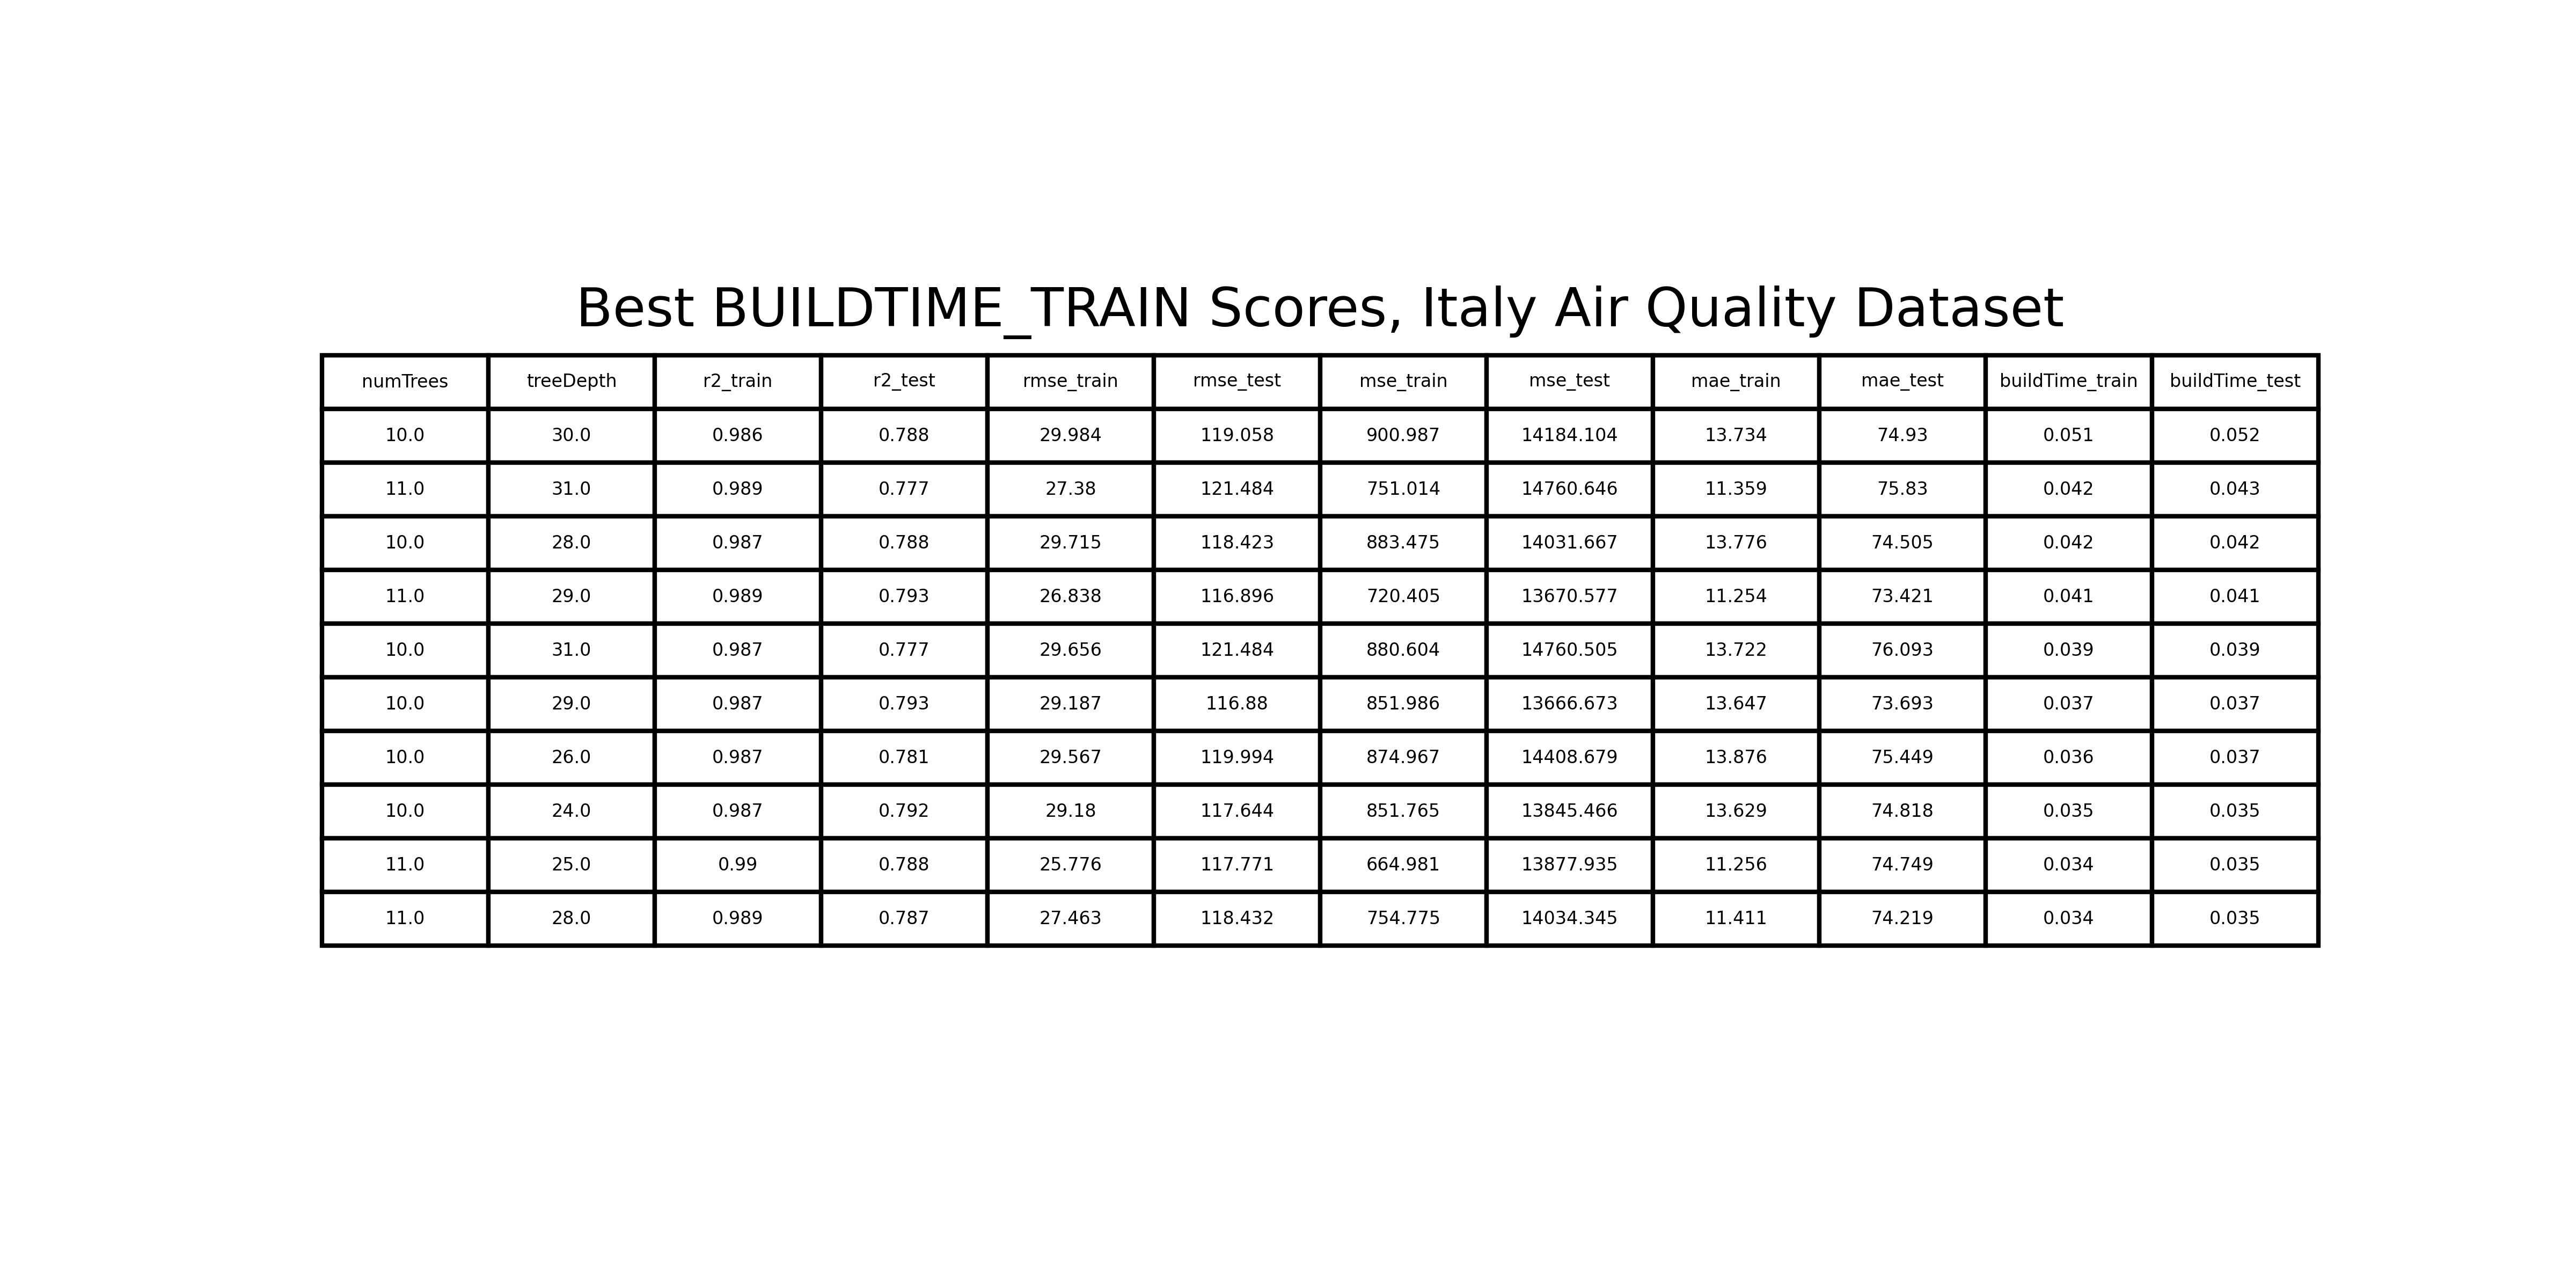 Best BUILDTIME_TRAIN Scores, Italy Air Quality Dataset
numTrees treeDepth r2_train r2_test rmse_train rmse_test mse_train mse_test mae_train mae_test buildTime_train buildTime_test
10.0 30.0 0.986 0.788 29.984 119.058 900.987 14184.104 13.734 74.93 0.051 0.052
11.0 31.0 0.989 0.777 27.38 121.484 751.014 14760.646 11.359 75.83 0.042 0.043
10.0 28.0 0.987 0.788 29.715 118.423 883.475 14031.667 13.776 74.505 0.042 0.042
11.0 29.0 0.989 0.793 26.838 116.896 720.405 13670.577 11.254 73.421 0.041 0.041
10.0 31.0 0.987 0.777 29.656 121.484 880.604 14760.505 13.722 76.093 0.039 0.039
10.0 29.0 0.987 0.793 29.187 116.88 851.986 13666.673 13.647 73.693 0.037 0.037
10.0 26.0 0.987 0.781 29.567 119.994 874.967 14408.679 13.876 75.449 0.036 0.037
10.0 24.0 0.987 0.792 29.18 117.644 851.765 13845.466 13.629 74.818 0.035 0.035
11.0 25.0 0.99 0.788 25.776 117.771 664.981 13877.935 11.256 74.749 0.034 0.035
11.0 28.0 0.989 0.787 27.463 118.432 754.775 14034.345 11.411 74.219 0.034 0.035